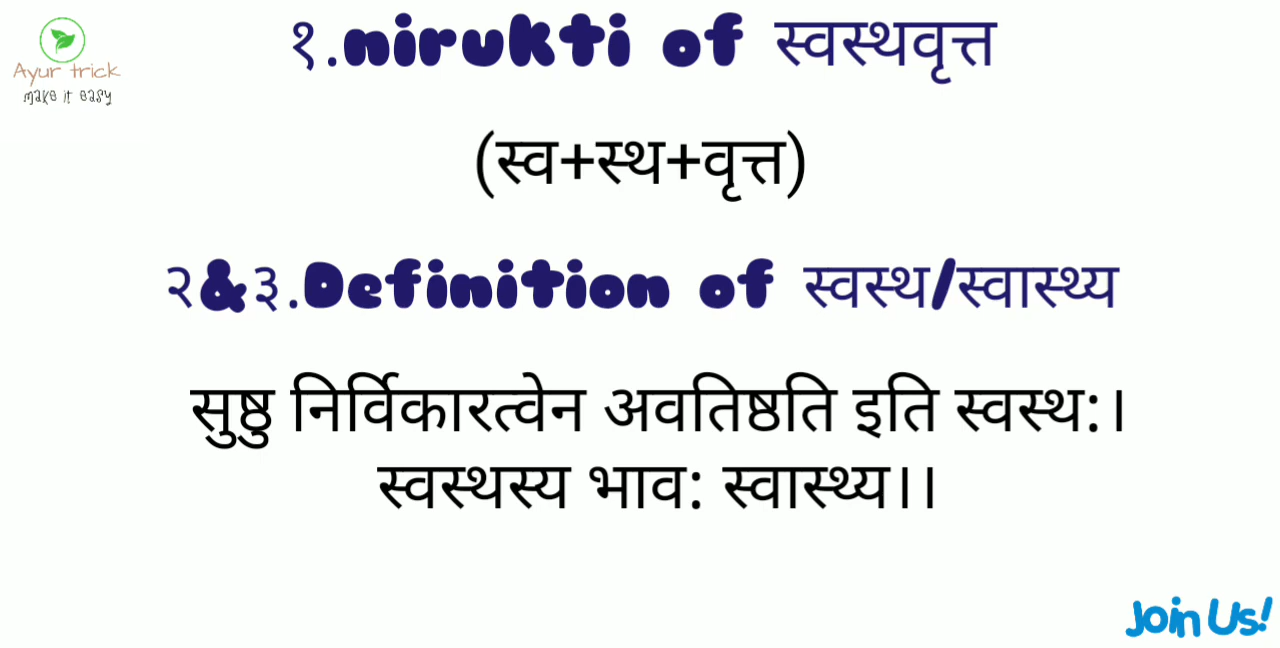 Ayur trick
make it easy
१.nirukti of स्वस्थवृत्त
(स्व+स्थ+वृत्त)
२&३.Definition of स्वस्थ/स्वास्थ्य
सुष्ठु निर्विकारत्वेन अवतिष्ठति इति स्वस्थ:।
स्वस्थस्य भाव: स्वास्थ्य।।
Join Us!